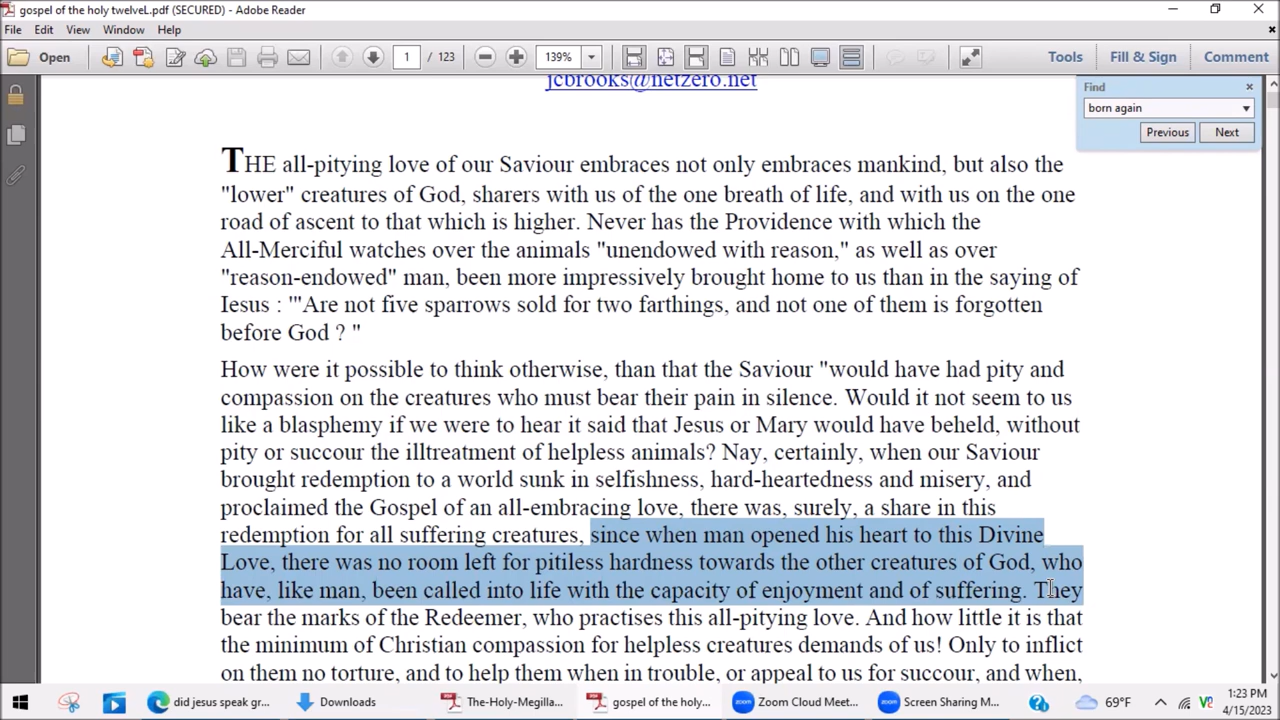 gospel of the holy twelveL.pdf (SECURED) - Adobe Reader
File Edit View Window Help
Open 1 / 123 139% Tools Fill & Sign Comment
jcbrooks@netzero.net
Find
born again
Previous Next
THE all-pitying love of our Saviour embraces not only embraces mankind, but also the
"lower" creatures of God, sharers with us of the one breath of life, and with us on the one
road of ascent to that which is higher. Never has the Providence with which the
All-Merciful watches over the animals "unendowed with reason," as well as over
"reason-endowed" man, been more impressively brought home to us than in the saying of
Iesus : '"Are not five sparrows sold for two farthings, and not one of them is forgotten
before God ? "
How were it possible to think otherwise, than that the Saviour "would have had pity and
compassion on the creatures who must bear their pain in silence. Would it not seem to us
like a blasphemy if we were to hear it said that Jesus or Mary would have beheld, without
pity or succour the illtreatment of helpless animals? Nay, certainly, when our Saviour
brought redemption to a world sunk in selfishness, hard-heartedness and misery, and
proclaimed the Gospel of an all-embracing love, there was, surely, a share in this
redemption for all suffering creatures, since when man opened his heart to this Divine
Love, there was no room left for pitiless hardness towards the other creatures of God, who
have, like man, been called into life with the capacity of enjoyment and of suffering. They
bear the marks of the Redeemer, who practises this all-pitying love. And how little it is that
the minimum of Christian compassion for helpless creatures demands of us! Only to inflict
on them no torture, and to help them when in trouble, or appeal to us for succour, and when,
did jesus speak gr... Downloads The-Holy-Megilla... gospel of the holy... Zoom Cloud Meet... Screen Sharing M... 69°F
1:23 PM
4/15/2023